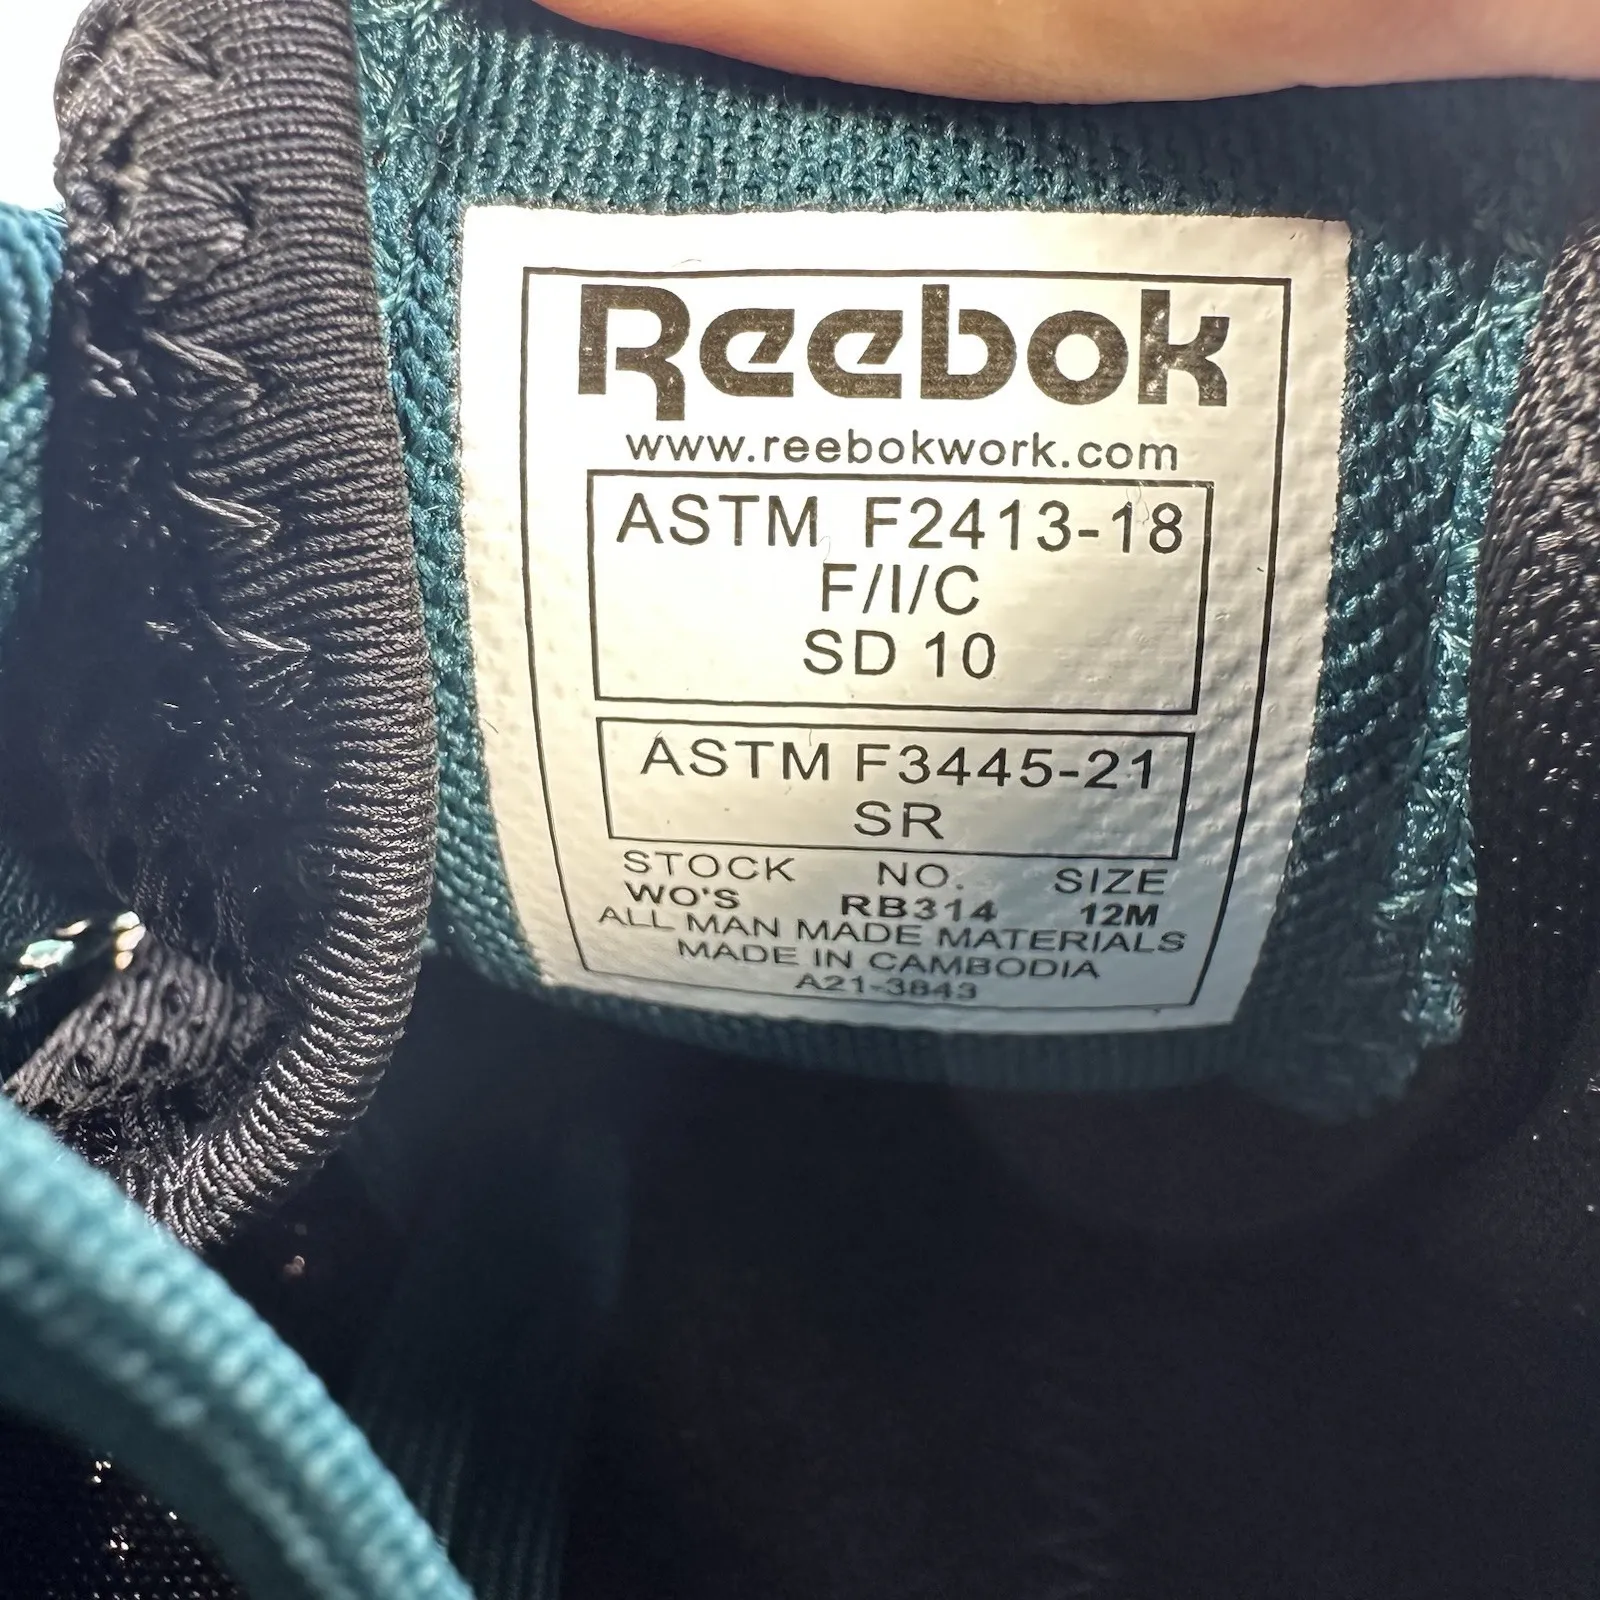 Reebok
www.reebokwork.com
ASTM F2413-18
F/I/C
SD 10
ASTM F3445-21
SR
STOCK NO. SIZE
WO'S RB314 12M
ALL MAN MADE MATERIALS
MADE IN CAMBODIA
A21-3843